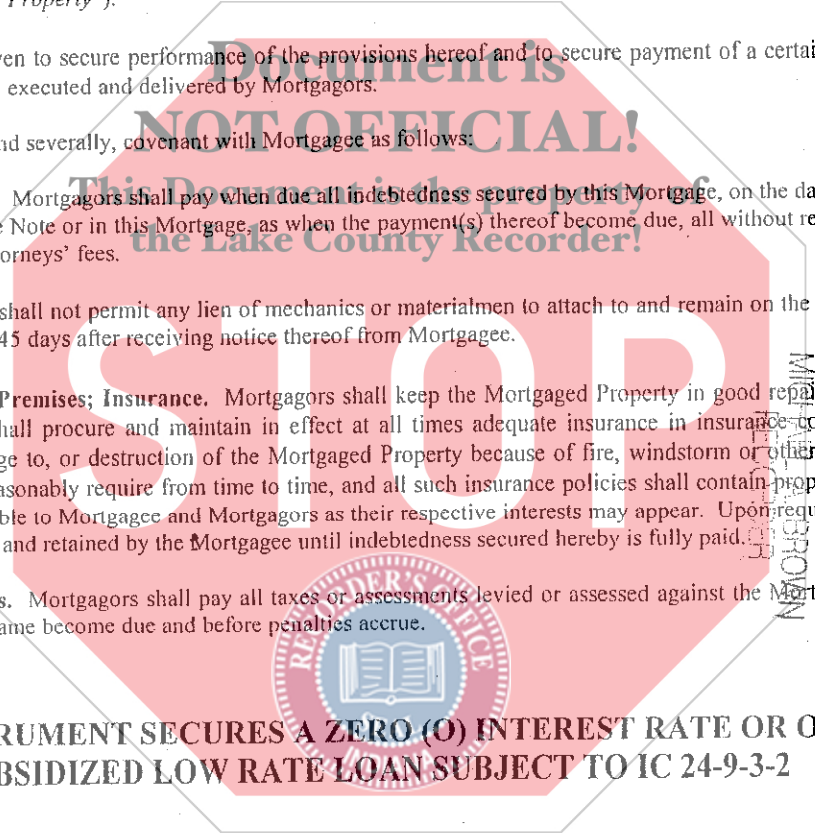 Property").
ven to secure performance of the provisions hereof and to secure payment of a certai
executed and delivered by Mortgagors.
nd severally, covenant with Mortgagee as follows:
Mortgagors shall pay when due all indebtedness secured by this Mortgage, on the da
e Note or in this Mortgage, as when the payment(s) thereof become due, all without re
orneys' fees.
shall not permit any lien of mechanics or materialmen to attach to and remain on the
45 days after receiving notice thereof from Mortgagee.
Premises; Insurance. Mortgagors shall keep the Mortgaged Property in good repai
hall procure and maintain in effect at all times adequate insurance in insurance co
ge to, or destruction of the Mortgaged Property because of fire, windstorm or other
easonably require from time to time, and all such insurance policies shall contain prop
ble to Mortgagee and Mortgagors as their respective interests may appear. Upon requ
and retained by the Mortgagee until indebtedness secured hereby is fully paid.
s. Mortgagors shall pay all taxes or assessments levied or assessed against the Mort
ame become due and before penalties accrue.
RUMENT SECURES A ZERO (O) INTEREST RATE OR O
BSIDIZED LOW RATE LOAN SUBJECT TO IC 24-9-3-2
Document is
NOT OFFICIAL!
This Document is the property of
the Lake County Recorder!
STOP
RECORDER'S OFFICE
SEAL
INDIANA
BROWN